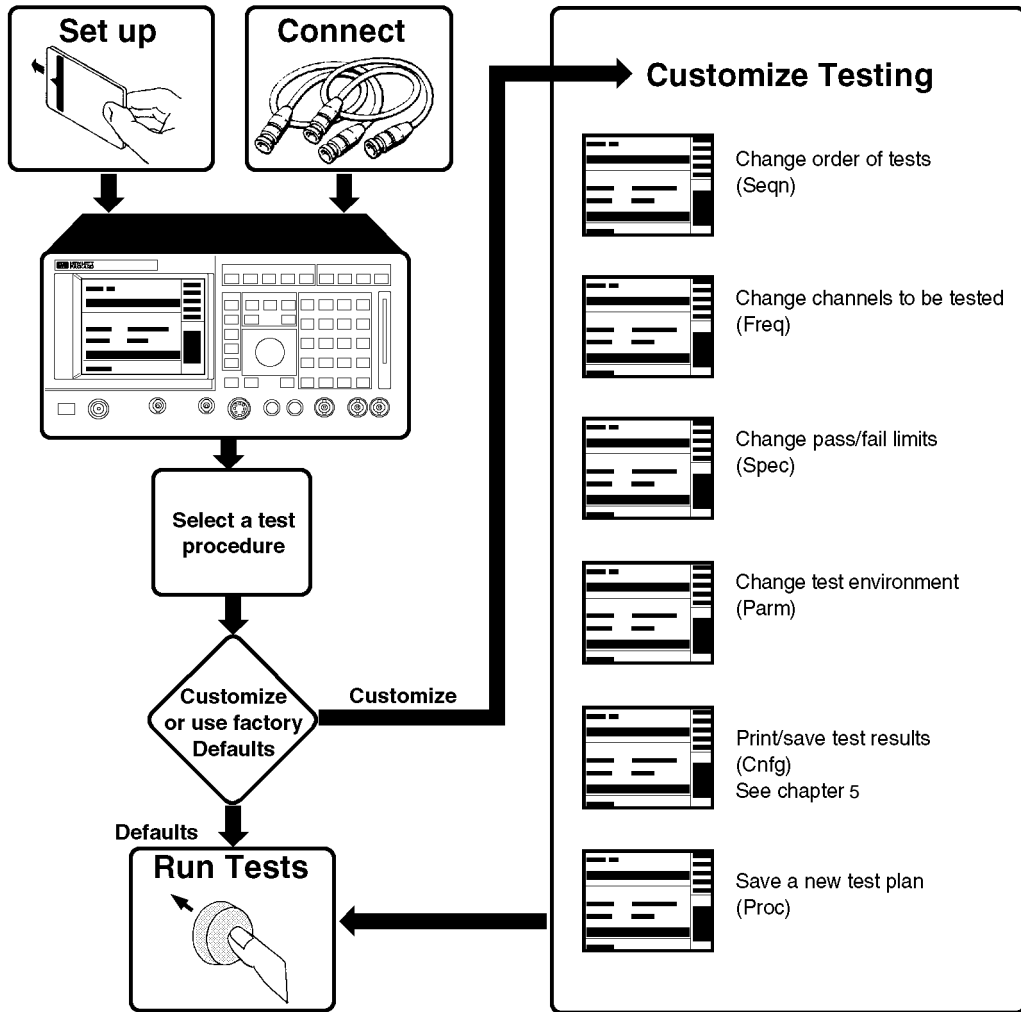 Set up
Connect
Customize Testing
Change order of tests
(Seqn)
Change channels to be tested
(Freq)
Change pass/fail limits
(Spec)
Select a test
procedure
Change test environment
(Parm)
Customize
or use factory
Defaults
Customize
Print/save test results
(Cnfg)
See chapter 5
Defaults
Run Tests
Save a new test plan
(Proc)